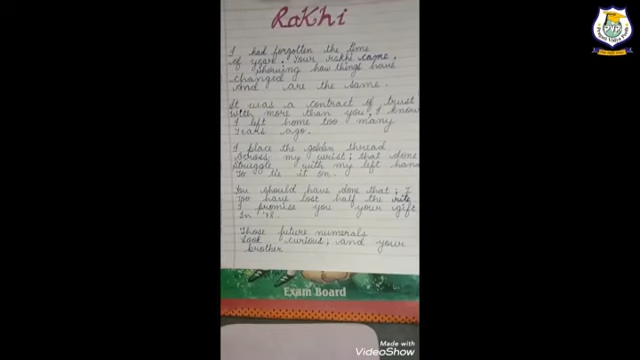 Rakhi
I had forgotten the time
of year. Your rakhi came.
Showing how things have
changed
And are the same.
It was a contract of trust
With more than you, I know
I left home too many
Years ago.
I place the golden thread
Across my wrist; that done
Struggle with my left hand
To tie it on.
You should have done that; I
Too have lost half the rite
I promise you your gift
In '78.
Those future numerals
Look curious; and your
brother
Exam Board
Made with
VideoShow